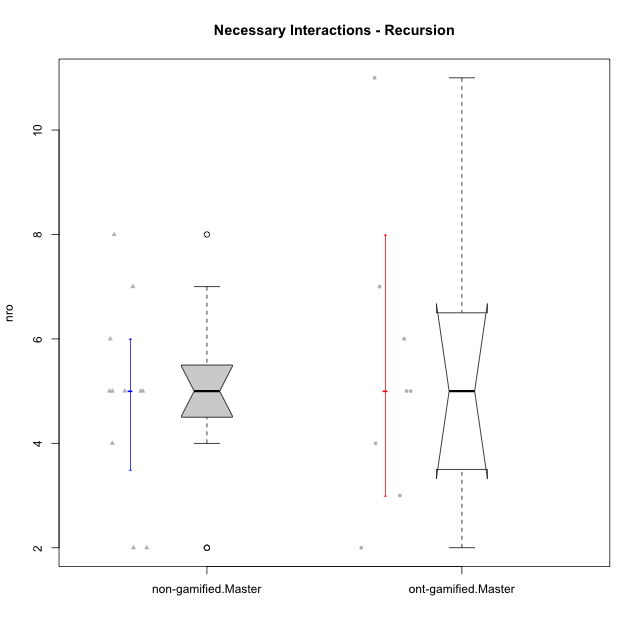 Necessary Interactions - Recursion
10
8
6
4
2
nro
non-gamified.Master
ont-gamified.Master